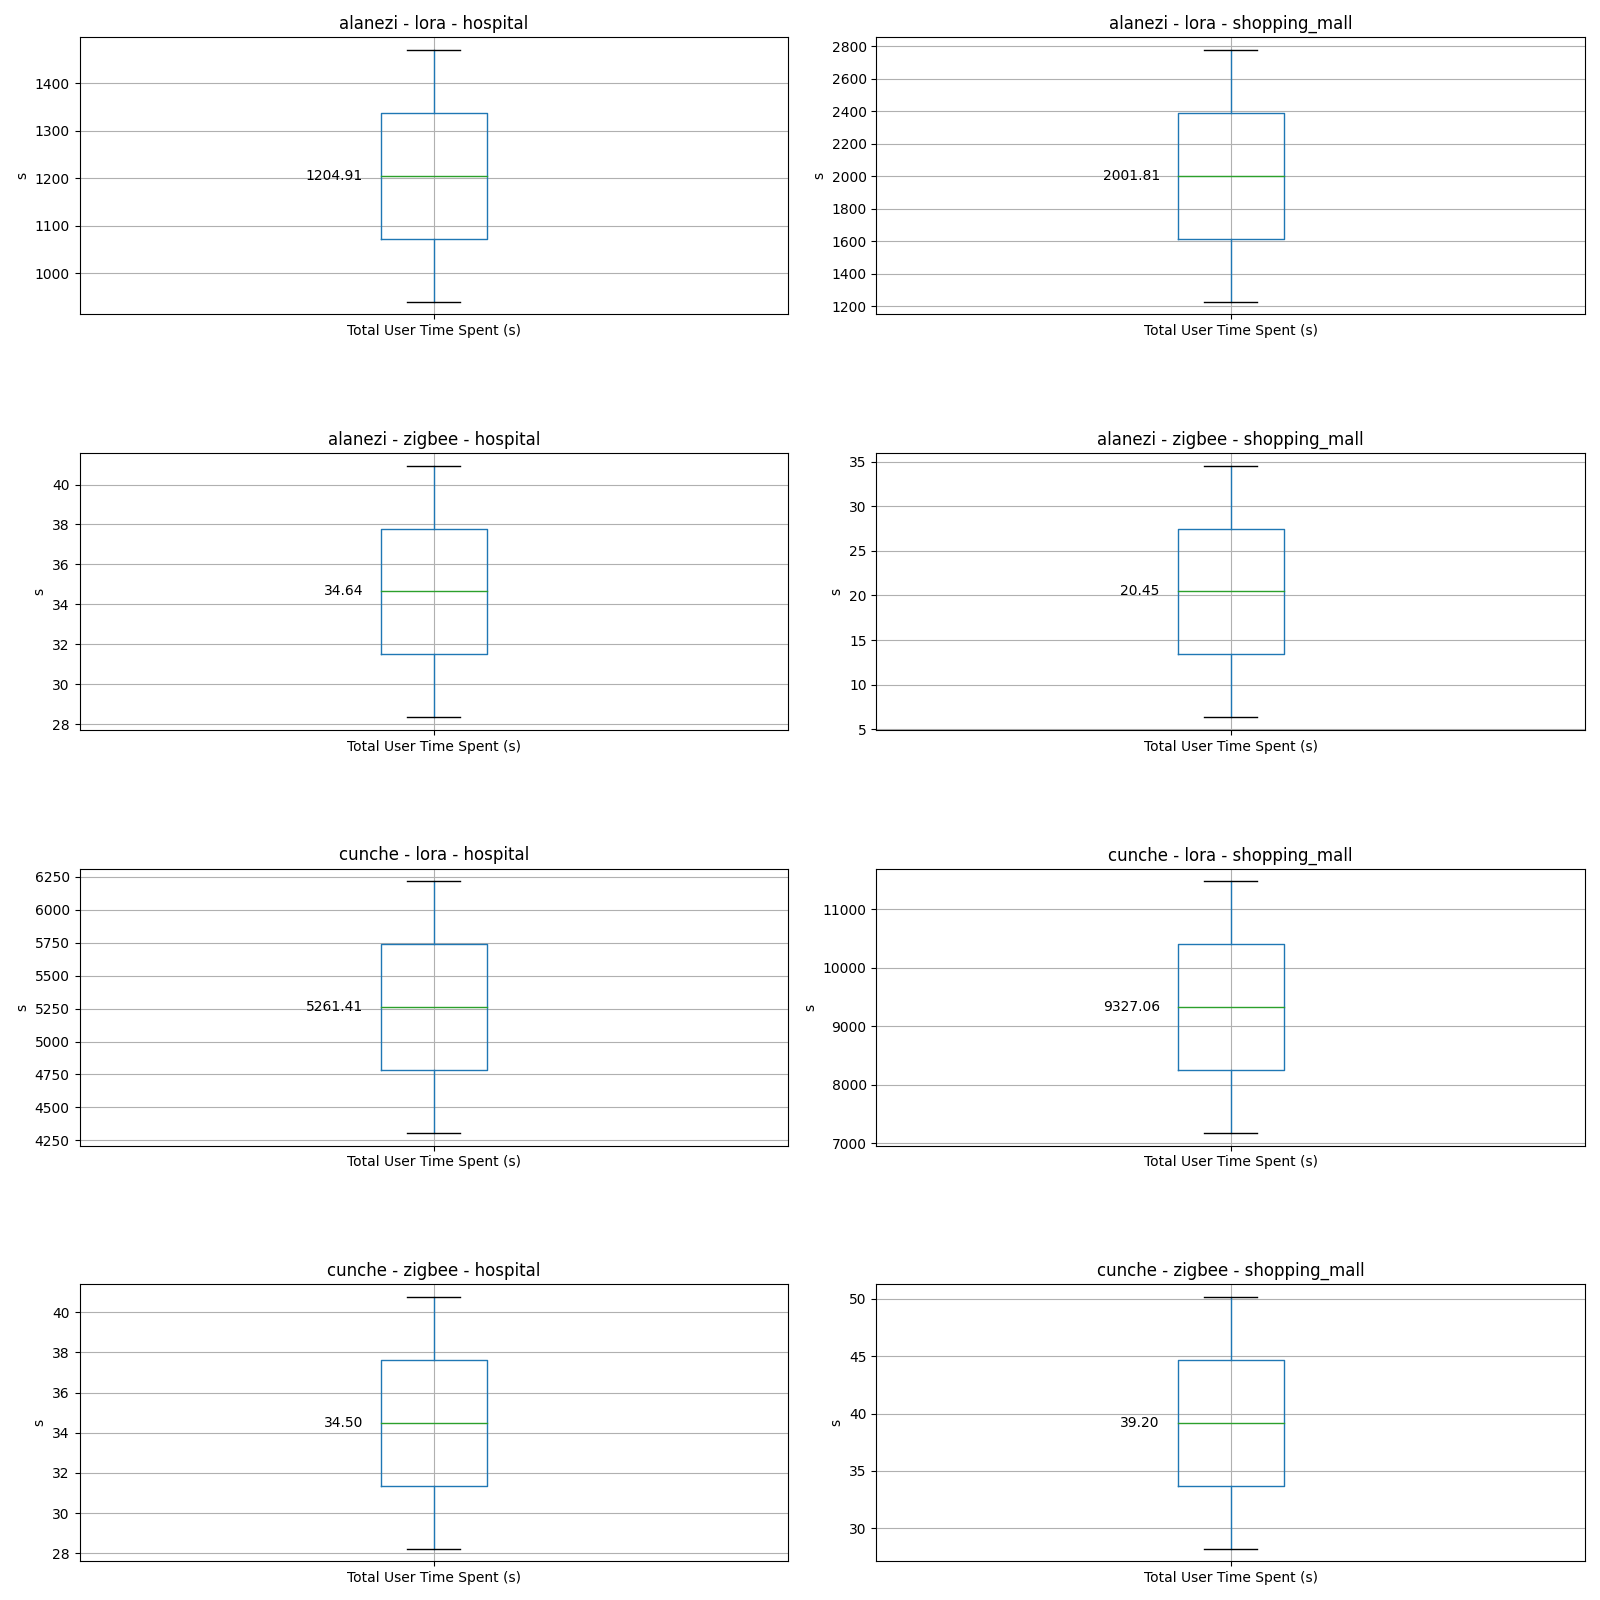 alanezi - lora - hospital
1400
1300
1200
1100
1000
s
1204.91
Total User Time Spent (s)
alanezi - lora - shopping_mall
2800
2600
2400
2200
2000
1800
1600
1400
1200
s
2001.81
Total User Time Spent (s)
alanezi - zigbee - hospital
40
38
36
34
32
30
28
s
34.64
Total User Time Spent (s)
alanezi - zigbee - shopping_mall
35
30
25
20
15
10
5
s
20.45
Total User Time Spent (s)
cunche - lora - hospital
6250
6000
5750
5500
5250
5000
4750
4500
4250
s
5261.41
Total User Time Spent (s)
cunche - lora - shopping_mall
11000
10000
9000
8000
7000
s
9327.06
Total User Time Spent (s)
cunche - zigbee - hospital
40
38
36
34
32
30
28
s
34.50
Total User Time Spent (s)
cunche - zigbee - shopping_mall
50
45
40
35
30
s
39.20
Total User Time Spent (s)